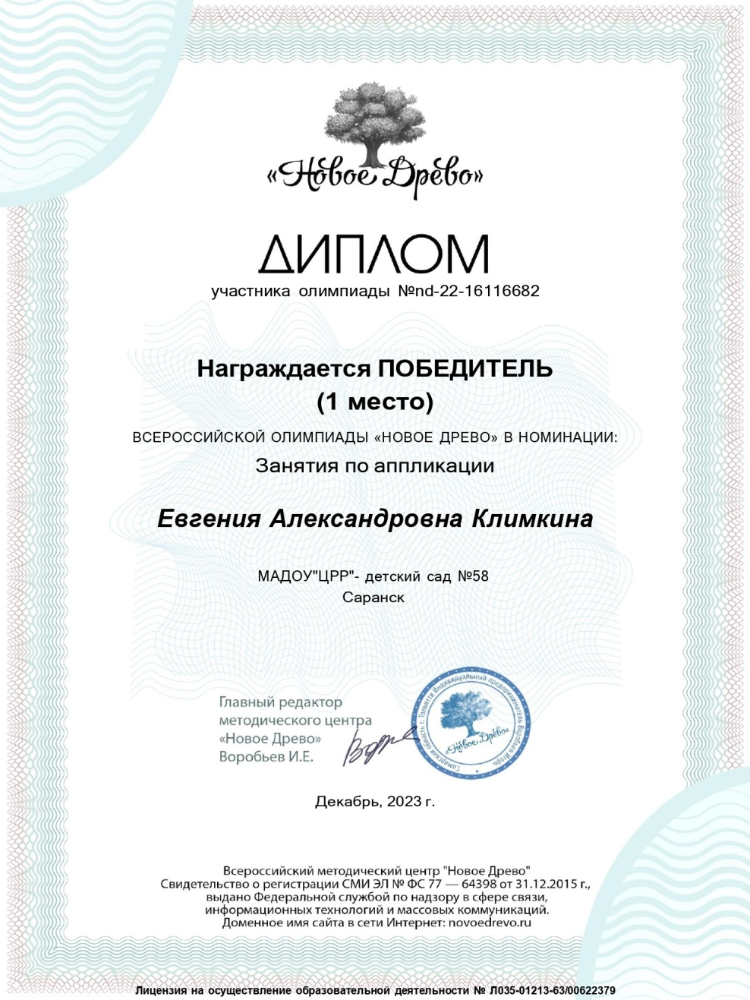 «Новое Древо»
ДИПЛОМ
участника олимпиады №nd-22-16116682
Награждается ПОБЕДИТЕЛЬ
(1 место)
ВСЕРОССИЙСКОЙ ОЛИМПИАДЫ «НОВОЕ ДРЕВО» В НОМИНАЦИИ:
Занятия по аппликации
Евгения Александровна Климкина
МАДОУ"ЦРР"- детский сад №58
Саранск
Главный редактор
методического центра
«Новое Древо»
Воробьев И.Е.
Самарская область г. Тольятти Индивидуальный предприниматель Воробьев Игорь
«Новое Древо»
Декабрь, 2023 г.
Всероссийский методический центр "Новое Древо"
Свидетельство о регистрации СМИ ЭЛ № ФС 77 — 64398 от 31.12.2015 г.,
выдано Федеральной службой по надзору в сфере связи,
информационных технологий и массовых коммуникаций.
Доменное имя сайта в сети Интернет: novoedrevo.ru
Лицензия на осуществление образовательной деятельности № Л035-01213-63/00622379